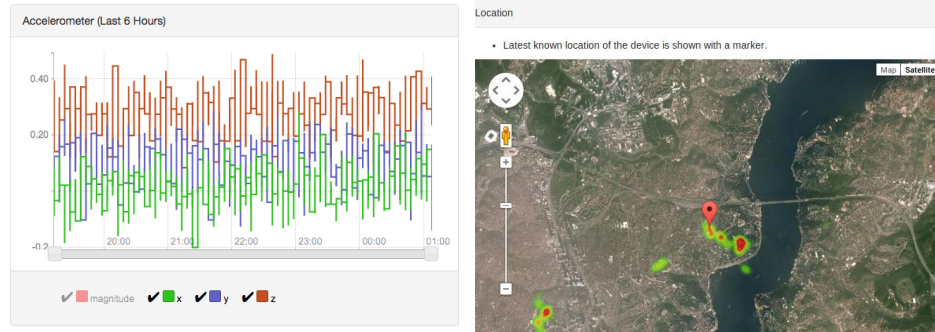 Accelerometer (Last 6 Hours)
0.40
0.20
-0.2
20:00
21:00
22:00
23:00
00:00
01:00
magnitude
x
y
z
Location
Latest known location of the device is shown with a marker.
Map
Satellite